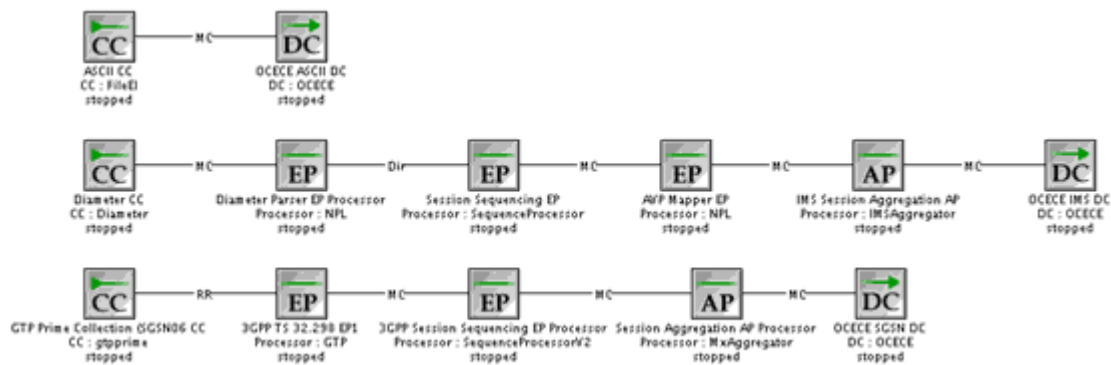 CC MC DC
ASCII CC OCECE ASCII DC
CC : FileEI DC : OCECE
stopped stopped
CC MC EP Dir EP MC EP MC AP MC DC
Diameter CC Diameter Parser EP Processor Session Sequencing EP AVP Mapper EP IMS Session Aggregation AP OCECE IMS DC
CC : Diameter Processor : NPL Processor : SequenceProcessor Processor : NPL Processor : IMSAggregator DC : OCECE
stopped stopped stopped stopped stopped stopped
CC RR EP MC EP MC AP MC DC
GTP Prime Collection (SGSN06 CC 3GPP TS 32.298 EP1 3GPP Session Sequencing EP Processor Session Aggregation AP Processor OCECE SGSN DC
CC : gtpprime Processor : GTP Processor : SequenceProcessorV2 Processor : MxAggregator DC : OCECE
stopped stopped stopped stopped stopped